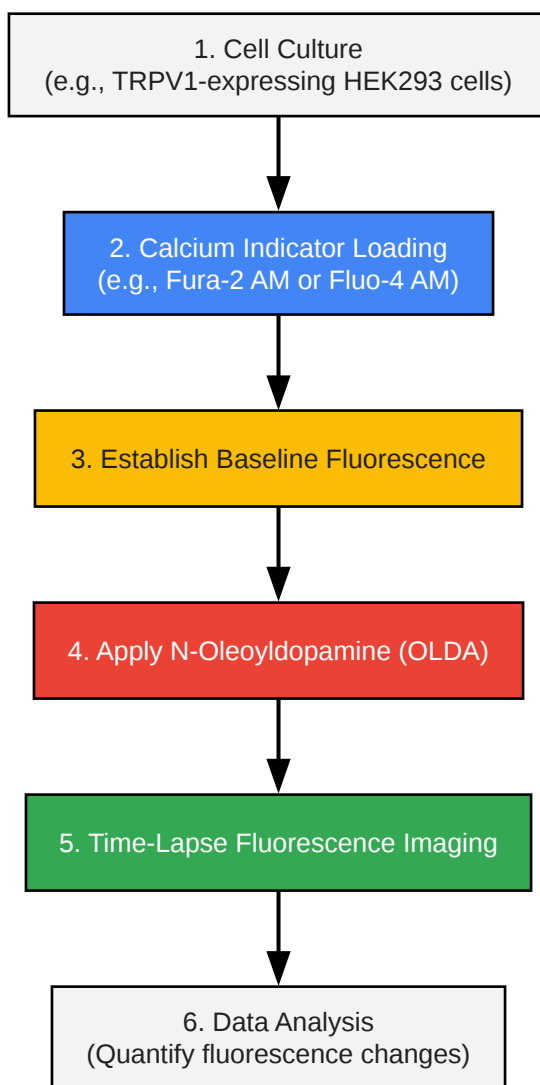 1. Cell Culture
(e.g., TRPV1-expressing HEK293 cells)
2. Calcium Indicator Loading
(e.g., Fura-2 AM or Fluo-4 AM)
3. Establish Baseline Fluorescence
4. Apply N-Oleoyldopamine (OLDA)
5. Time-Lapse Fluorescence Imaging
6. Data Analysis
(Quantify fluorescence changes)